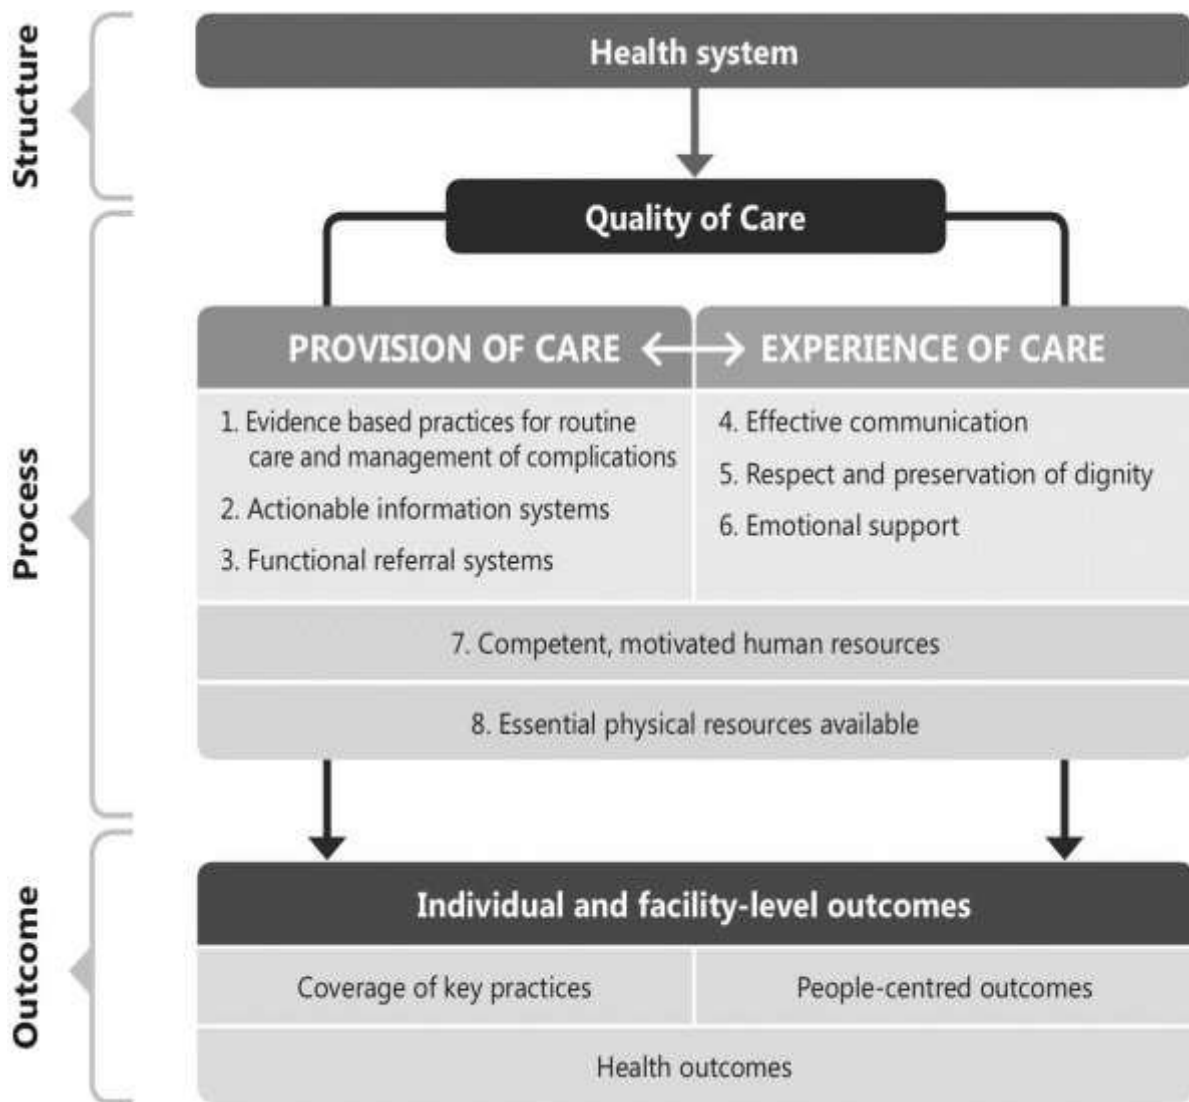 Structure
Health system
Quality of Care
Process
PROVISION OF CARE
EXPERIENCE OF CARE
1. Evidence based practices for routine
care and management of complications
2. Actionable information systems
3. Functional referral systems
4. Effective communication
5. Respect and preservation of dignity
6. Emotional support
7. Competent, motivated human resources
8. Essential physical resources available
Outcome
Individual and facility-level outcomes
Coverage of key practices
People-centred outcomes
Health outcomes